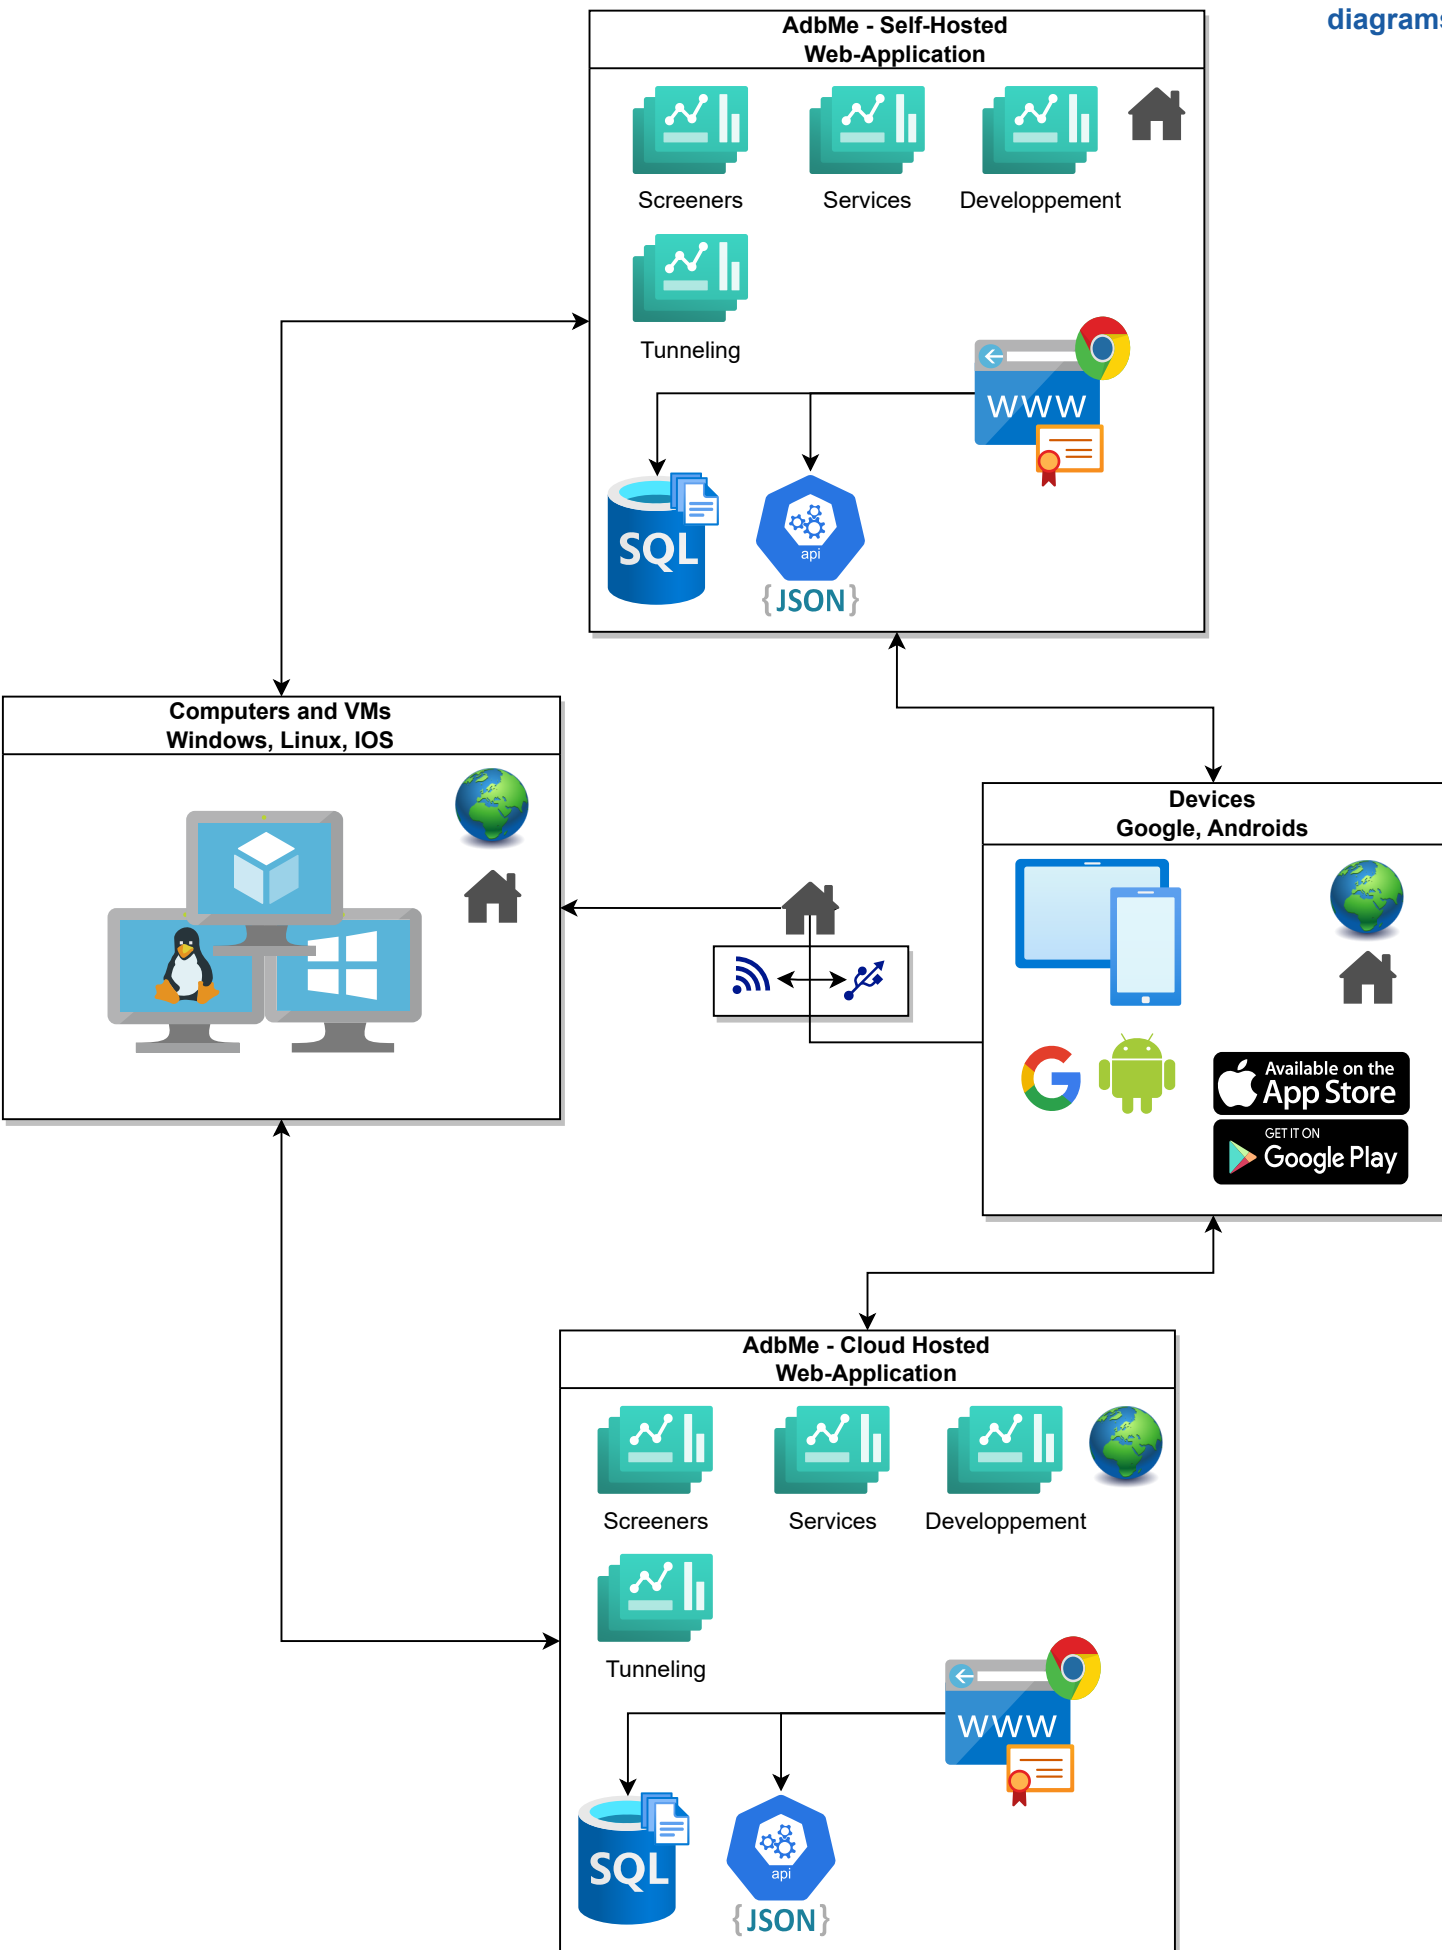 diagrams
AdbMe - Self-Hosted
Web-Application
Screeners
Services
Developpement
Tunneling
WWW
SQL
api
{JSON}
Computers and VMs
Windows, Linux, IOS
Devices
Google, Androids
Available on the
App Store
GET IT ON
Google Play
AdbMe - Cloud Hosted
Web-Application
Screeners
Services
Developpement
Tunneling
WWW
SQL
api
{JSON}